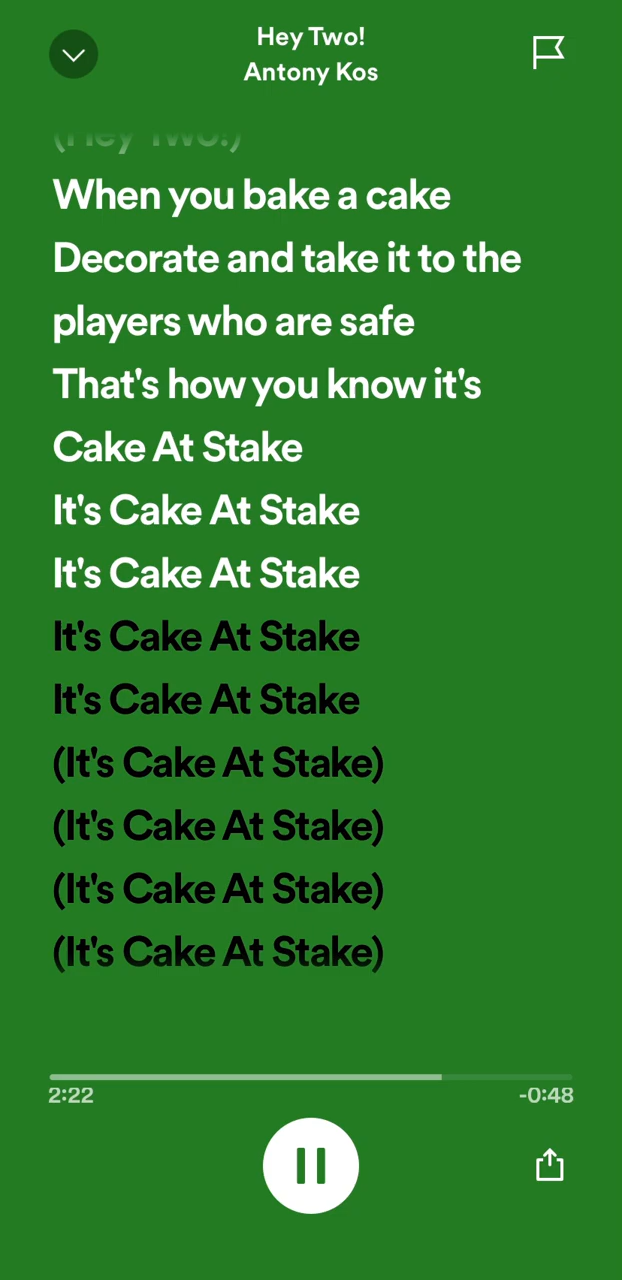 Hey Two!
Antony Kos
(Hey Two!)
When you bake a cake
Decorate and take it to the
players who are safe
That's how you know it's
Cake At Stake
It's Cake At Stake
It's Cake At Stake
It's Cake At Stake
It's Cake At Stake
(It's Cake At Stake)
(It's Cake At Stake)
(It's Cake At Stake)
(It's Cake At Stake)
2:22
-0:48